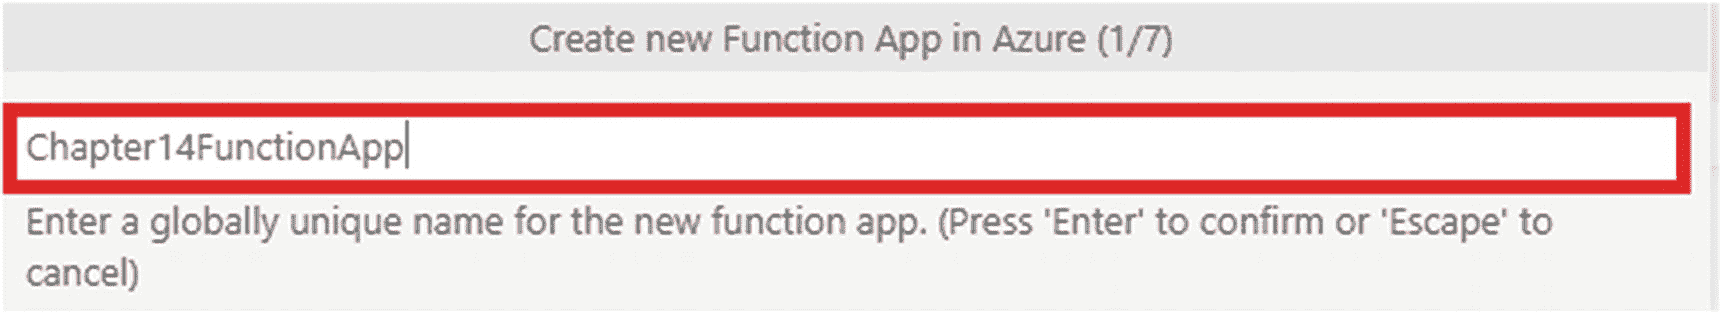 Create new Function App in Azure (1/7)
Chapter14FunctionApp
Enter a globally unique name for the new function app. (Press 'Enter' to confirm or 'Escape' to
cancel)